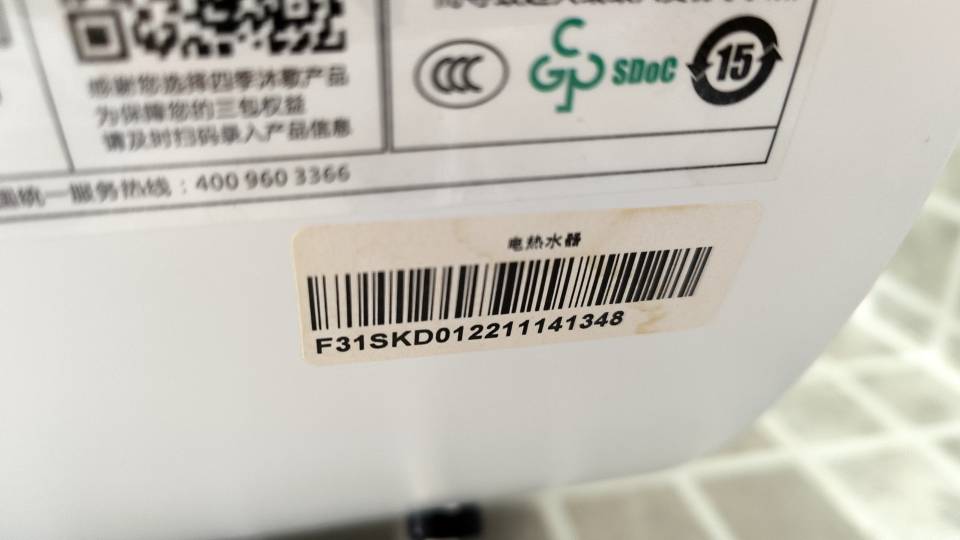 感谢您选择四季沐歌产品
为保障您的三包权益
请及时扫码录入产品信息
CCC
CGP
SDoC
15
统一服务热线：400 960 3366
电热水器
F31SKD012211141348